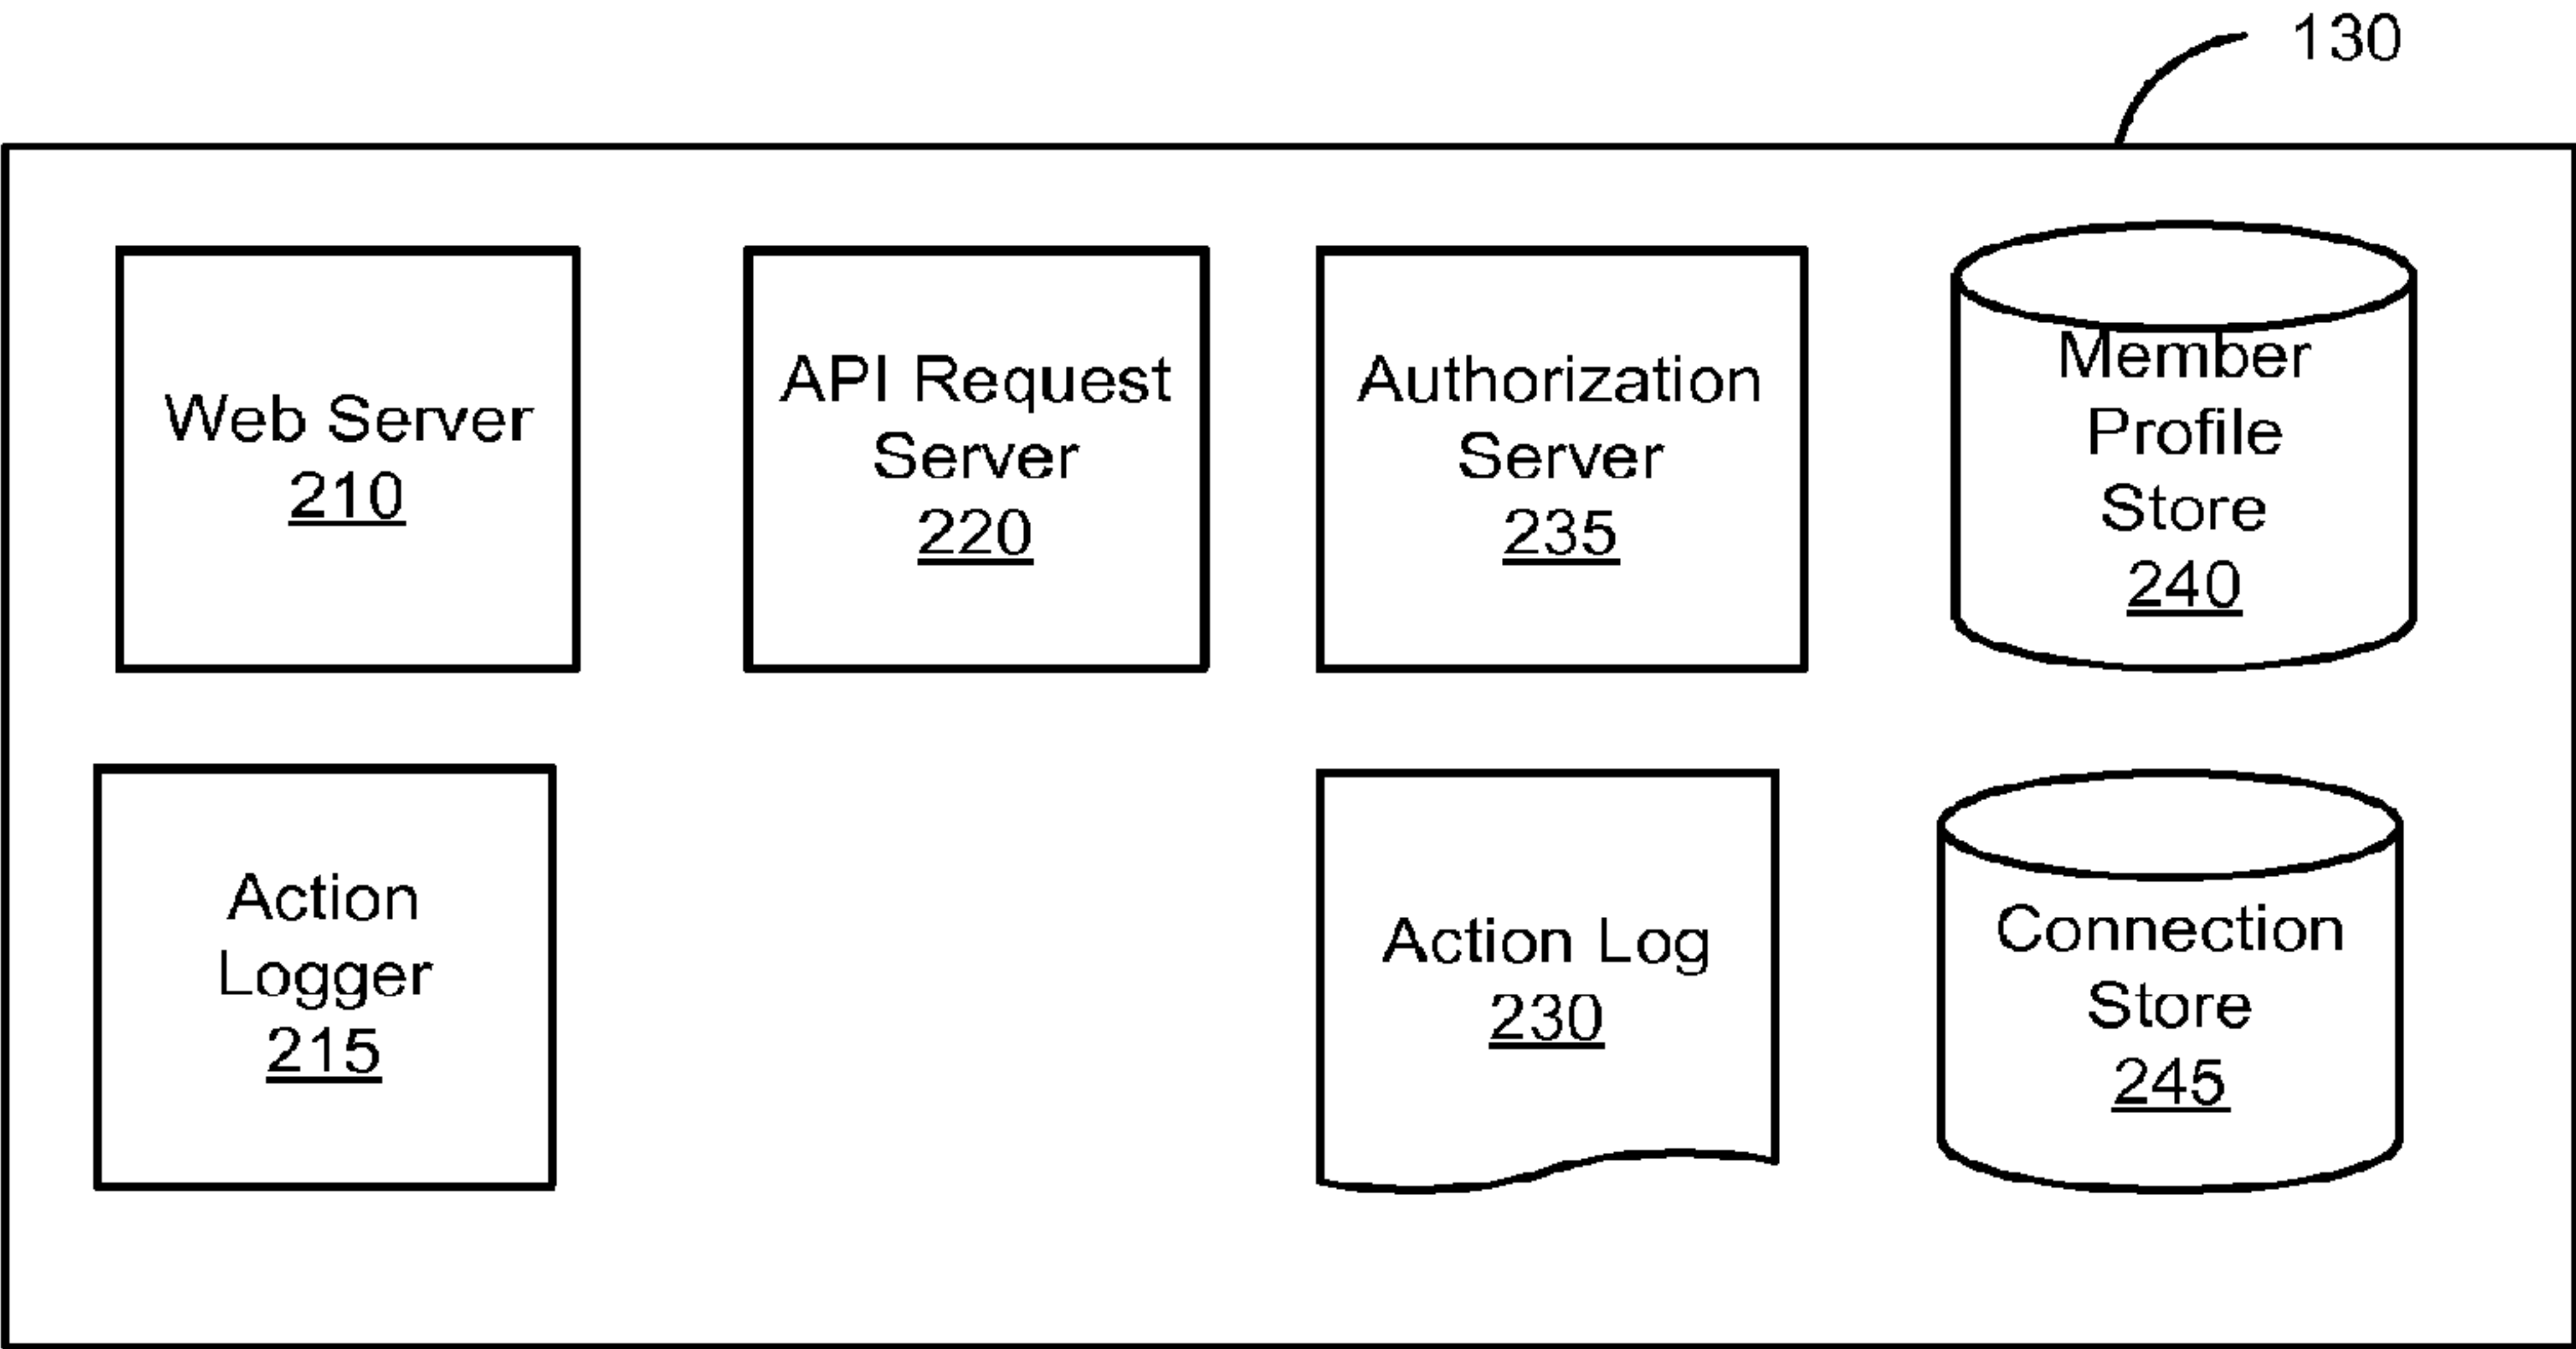 130
Web Server
210
API Request
Server
220
Authorization
Server
235
Member
Profile
Store
240
Action
Logger
215
Action Log
230
Connection
Store
245